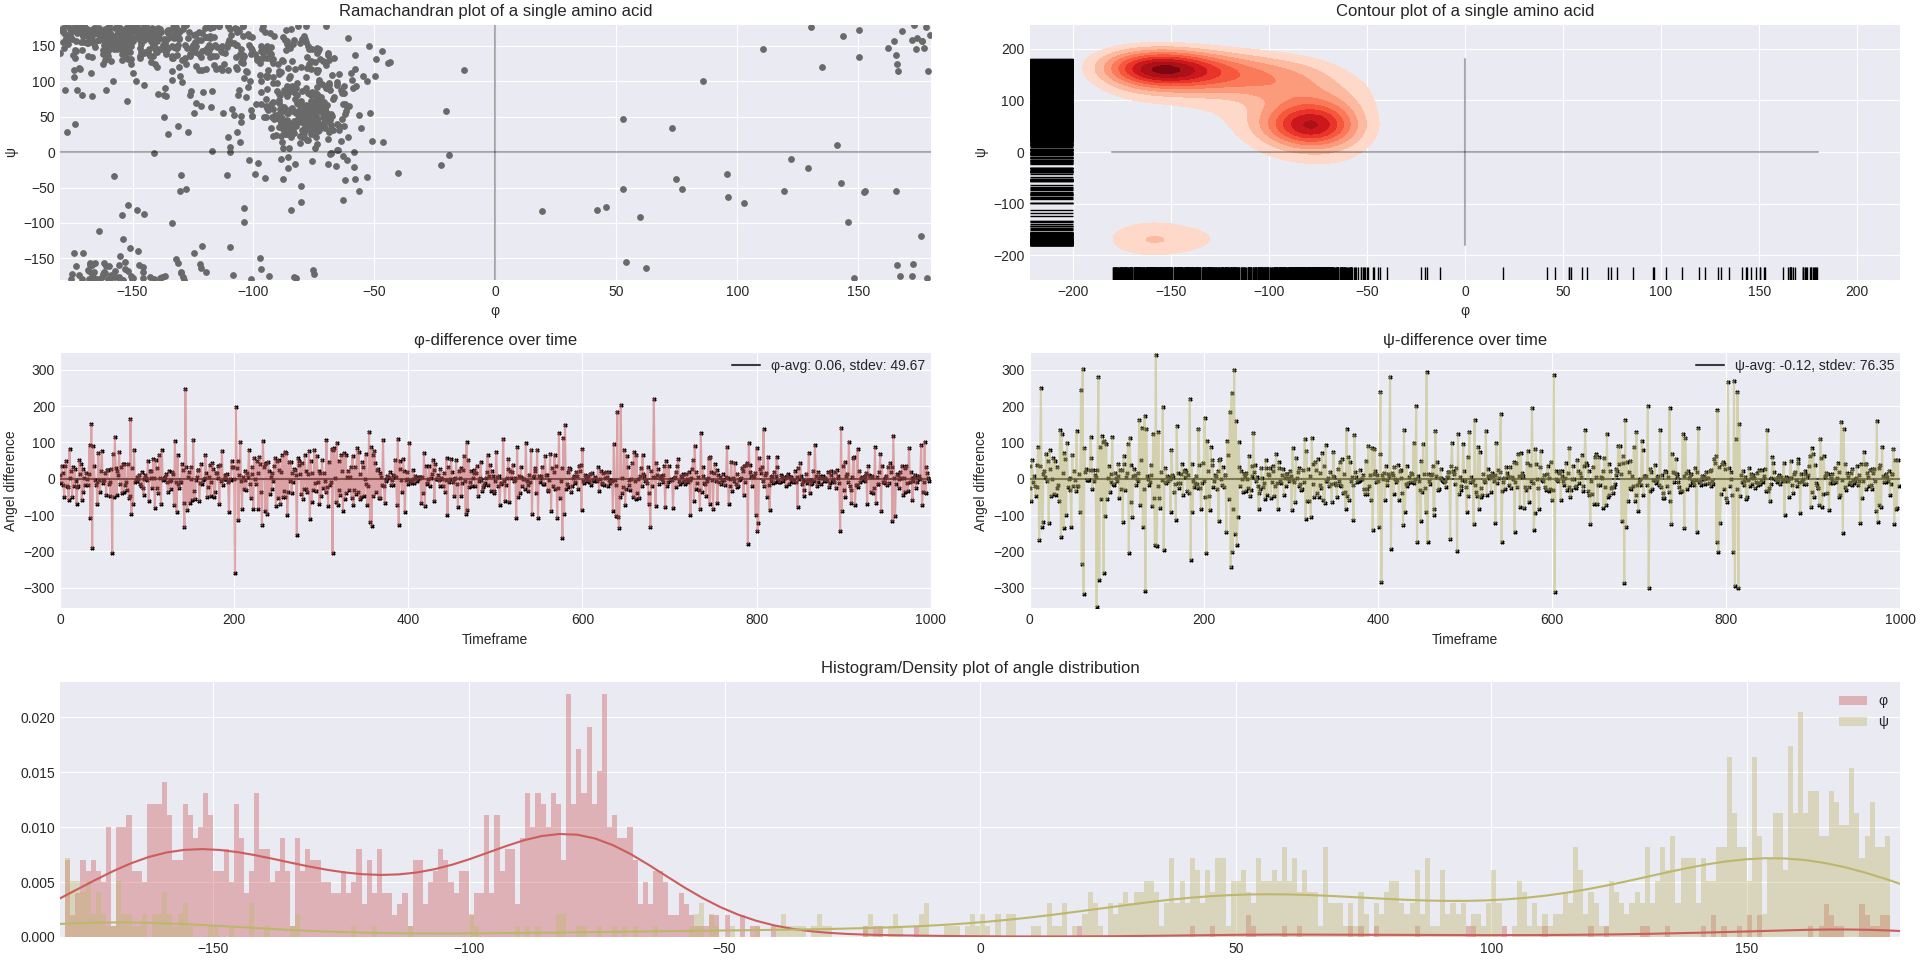 Ramachandran plot of a single amino acid
150
100
50
0
−50
−100
−150
ψ
−150 −100 −50 0 50 100 150
φ
Contour plot of a single amino acid
200
100
0
−100
−200
ψ
−200 −150 −100 −50 0 50 100 150 200
φ
φ-difference over time
φ-avg: 0.06, stdev: 49.67
300
200
100
0
−100
−200
−300
Angel difference
0 200 400 600 800 1000
Timeframe
ψ-difference over time
ψ-avg: -0.12, stdev: 76.35
300
200
100
0
−100
−200
−300
Angel difference
0 200 400 600 800 1000
Timeframe
Histogram/Density plot of angle distribution
φ
ψ
0.020
0.015
0.010
0.005
0.000
−150 −100 −50 0 50 100 150